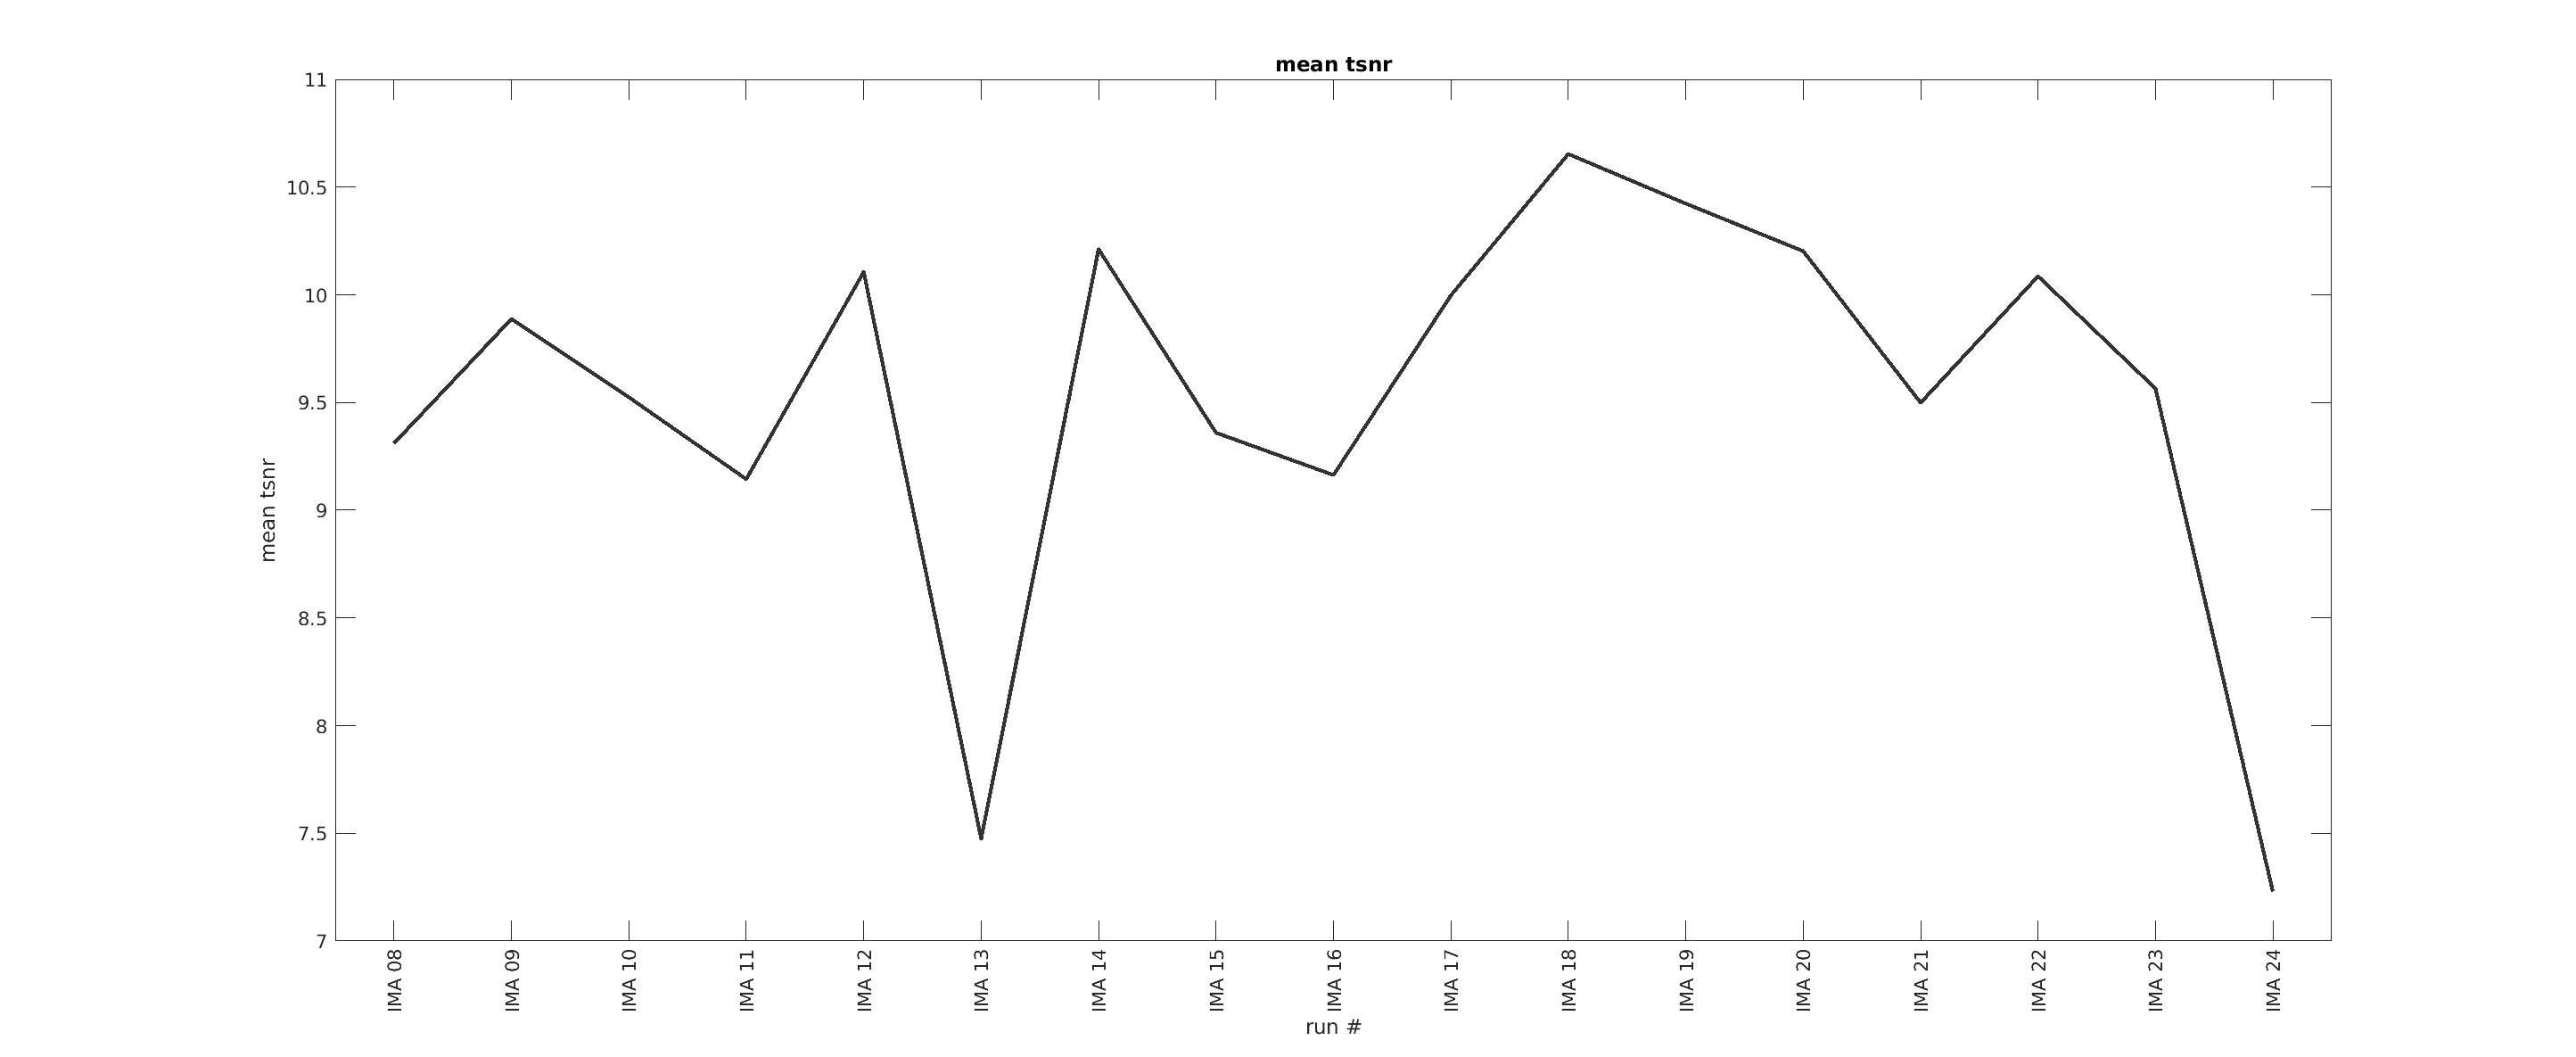 mean tsnr
11
10.5
10
9.5
9
8.5
8
7.5
7
mean tsnr
IMA 08
IMA 09
IMA 10
IMA 11
IMA 12
IMA 13
IMA 14
IMA 15
IMA 16
IMA 17
IMA 18
IMA 19
IMA 20
IMA 21
IMA 22
IMA 23
IMA 24
run #